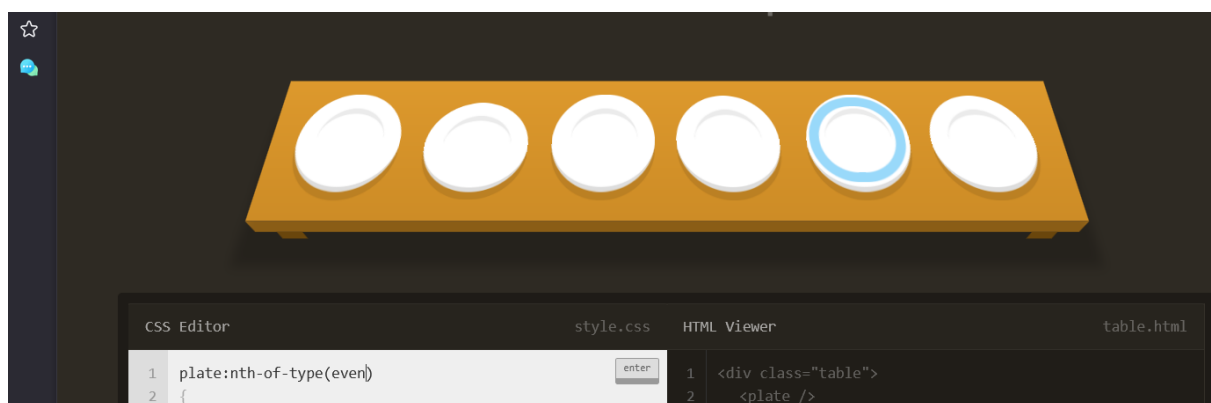 CSS Editor style.css
HTML Viewer table.html
1 plate:nth-of-type(even)
enter
2 {
1 <div class="table">
2 <plate />